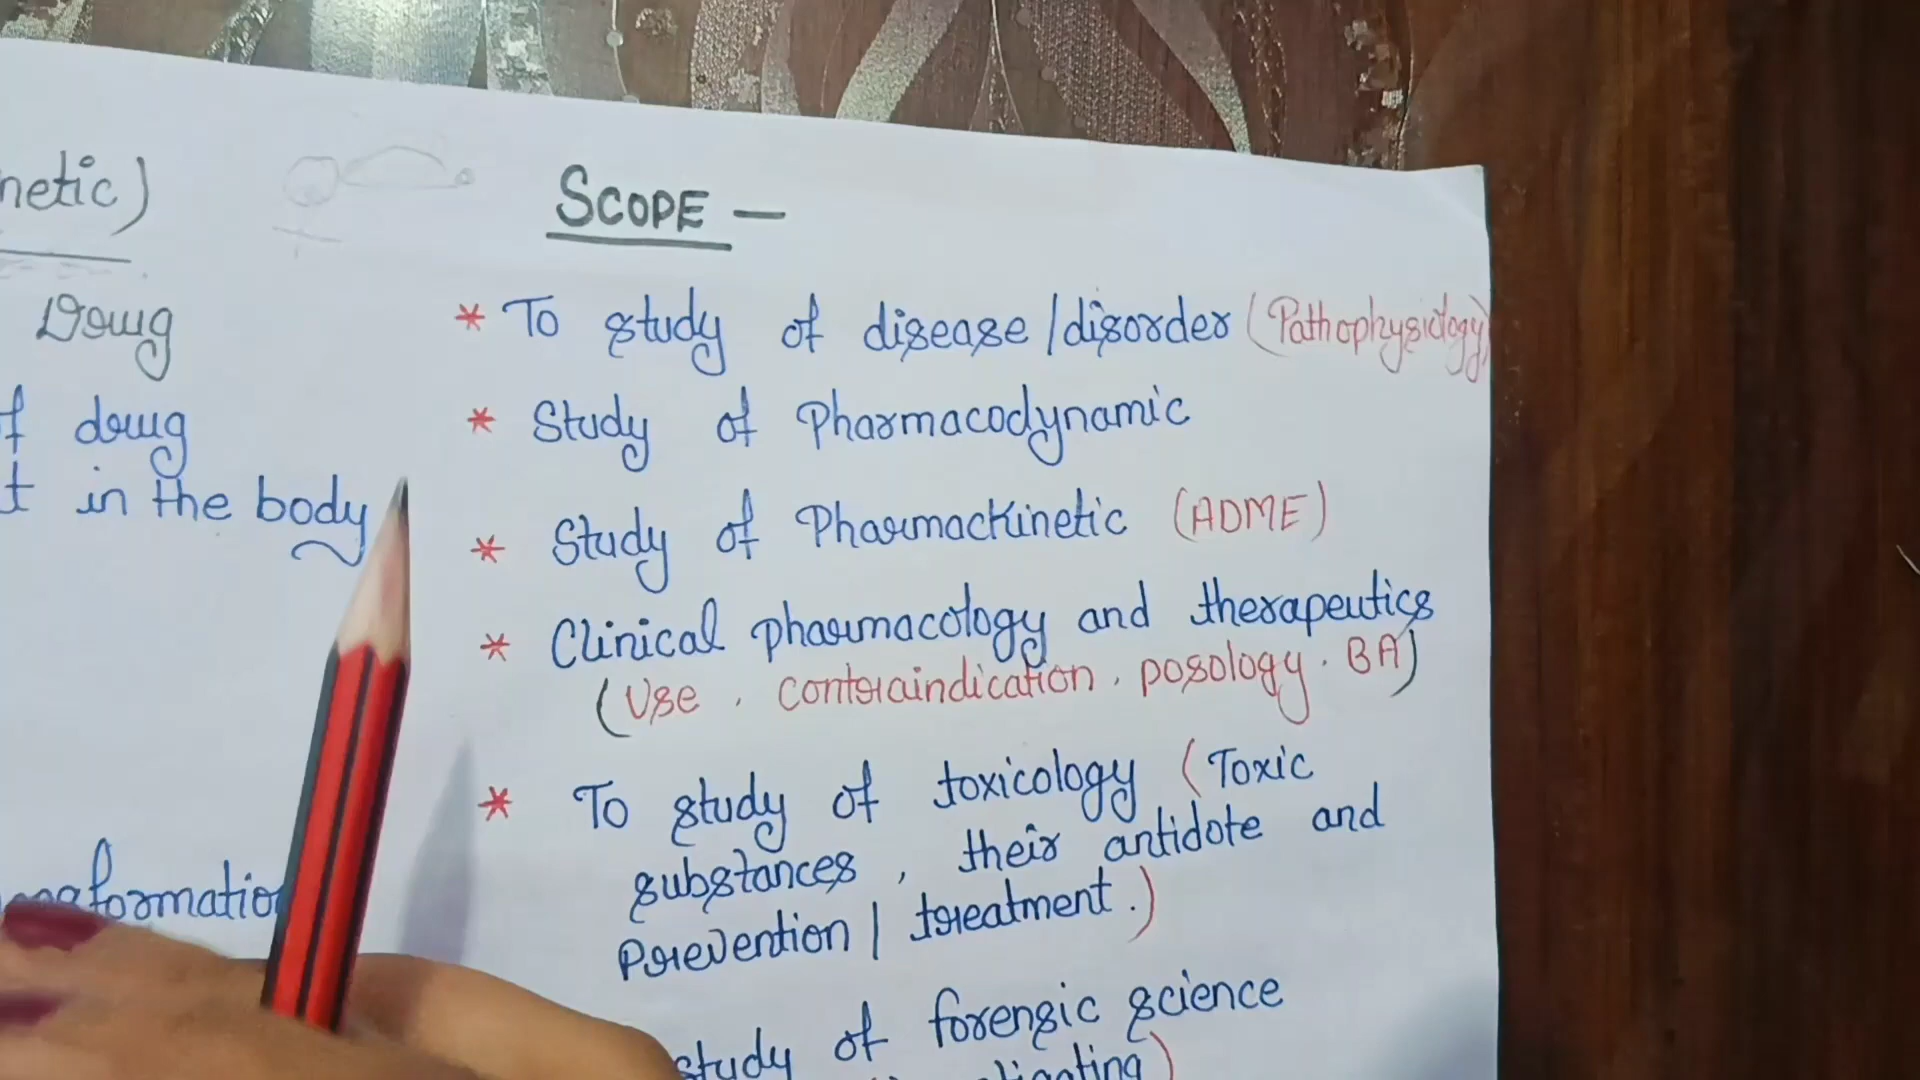 netic)
Drug
f drug
t in the body
SCOPE —
* To study of disease/disorder (Pathophysiology)
* Study of Pharmacodynamic
* Study of Pharmackinetic (ADME)
* Clinical pharmacology and therapeutics
(Use, contraindication, posology. BA)
* To study of toxicology (Toxic
substances, their antidote and
Prevention / treatment.)
study of forensic science